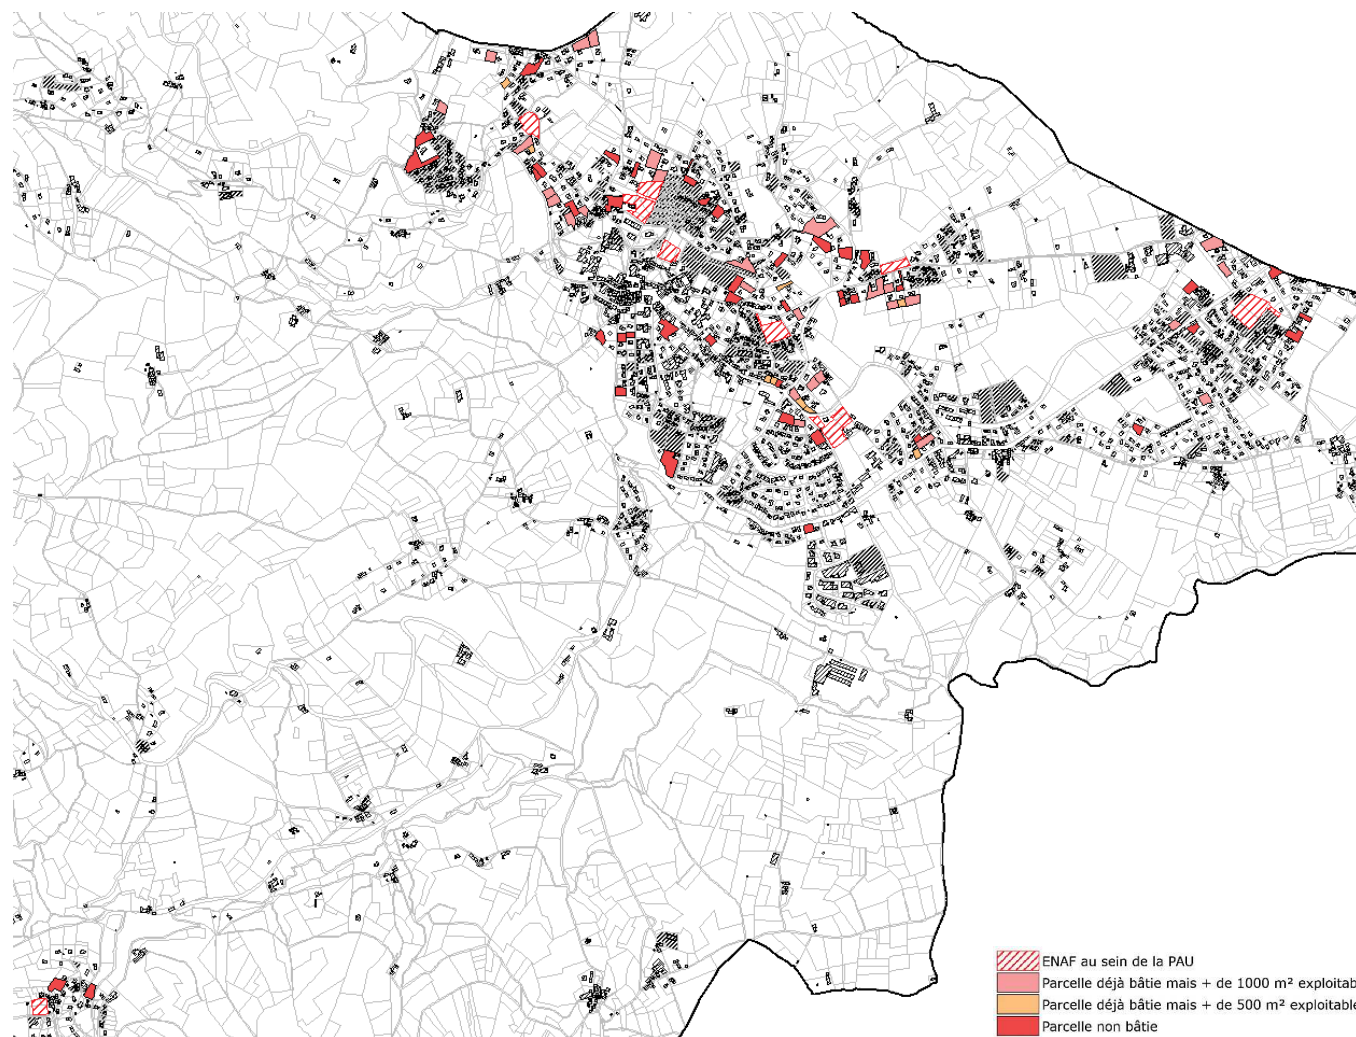 ENAF au sein de la PAU
Parcelle déjà bâtie mais + de 1000 m² exploitab
Parcelle déjà bâtie mais + de 500 m² exploitable
Parcelle non bâtie